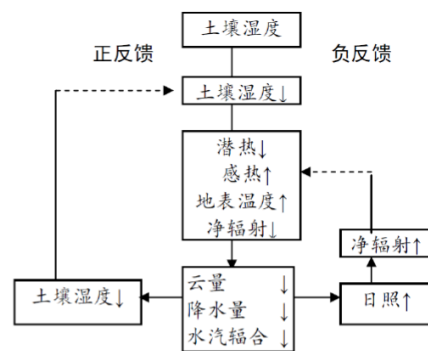 土壤湿度
正反馈
负反馈
土壤湿度↓
潜热↓
感热↑
地表温度↑
净辐射↓
净辐射↑
土壤湿度↓
云量 ↓
降水量 ↓
水汽辐合 ↓
日照↑